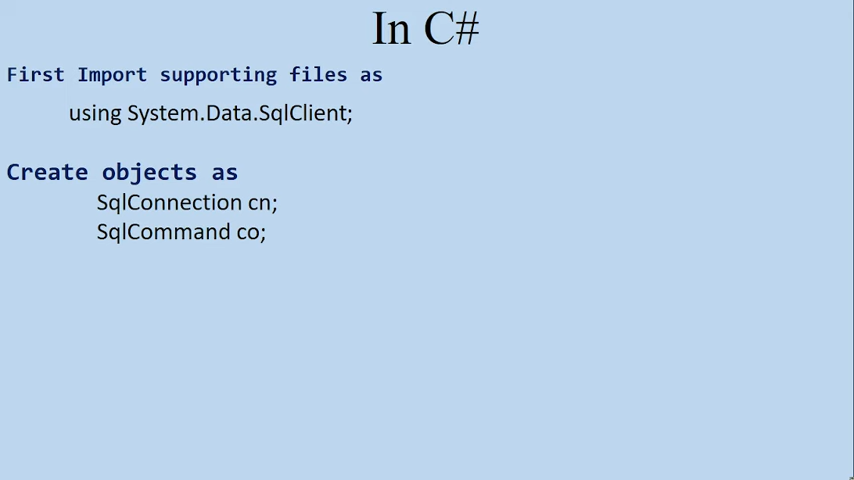 In C#
First Import supporting files as
using System.Data.SqlClient;
Create objects as
SqlConnection cn;
SqlCommand co;